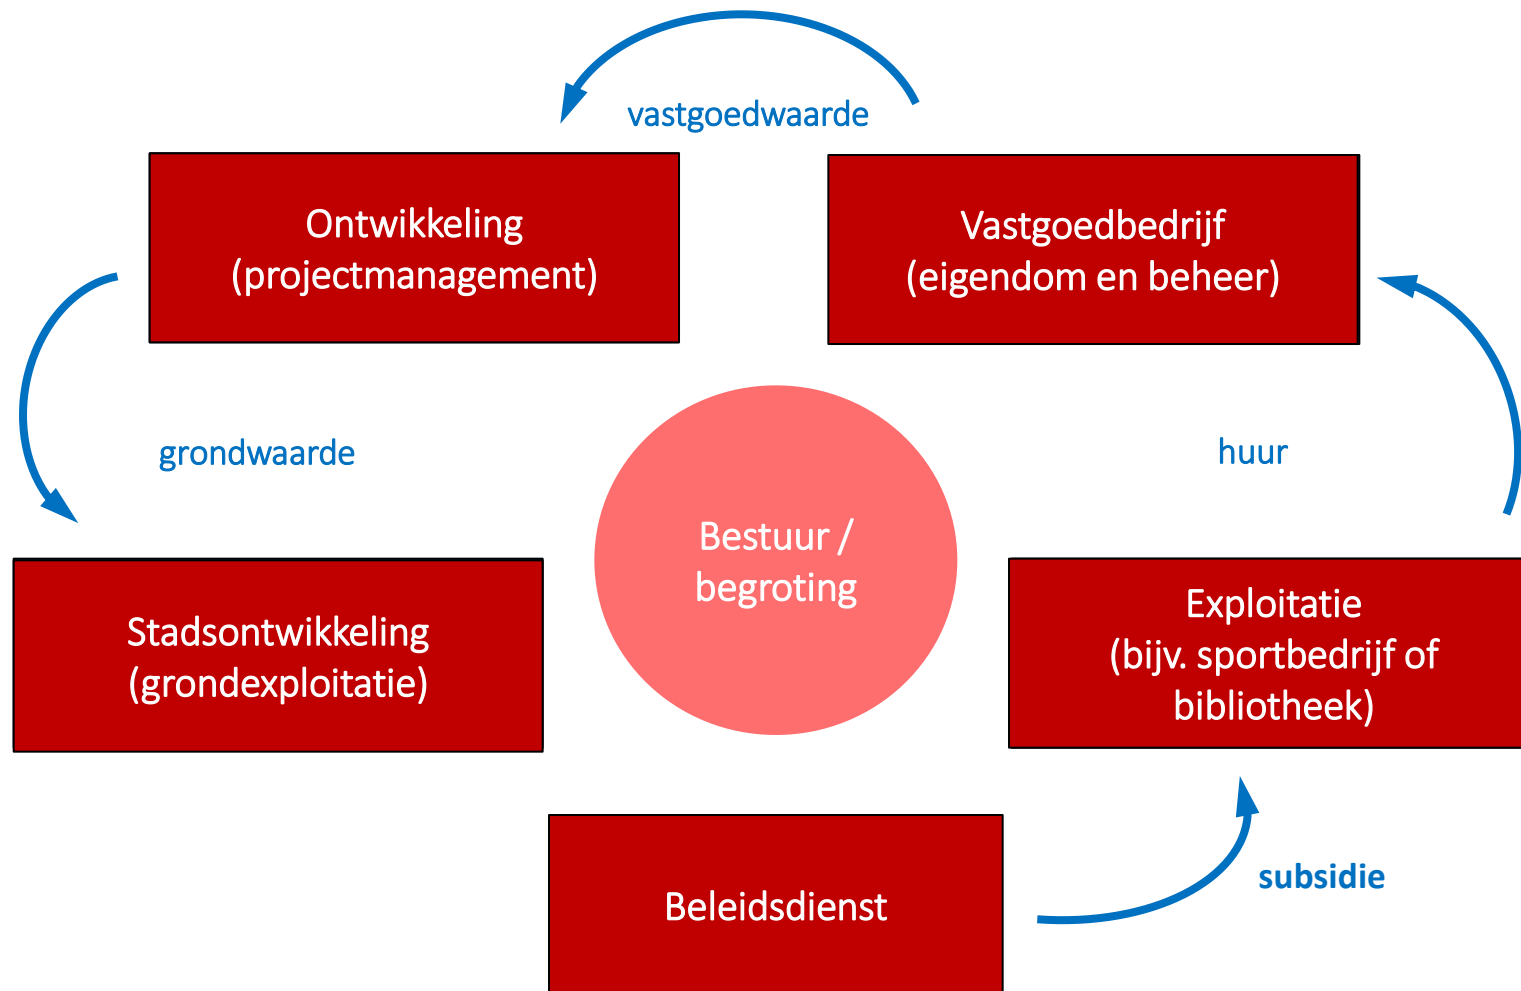 vastgoedwaarde
Ontwikkeling
(projectmanagement)
Vastgoedbedrijf
(eigendom en beheer)
grondwaarde
huur
Bestuur /
begroting
Stadsontwikkeling
(grondexploitatie)
Exploitatie
(bijv. sportbedrijf of
bibliotheek)
subsidie
Beleidsdienst